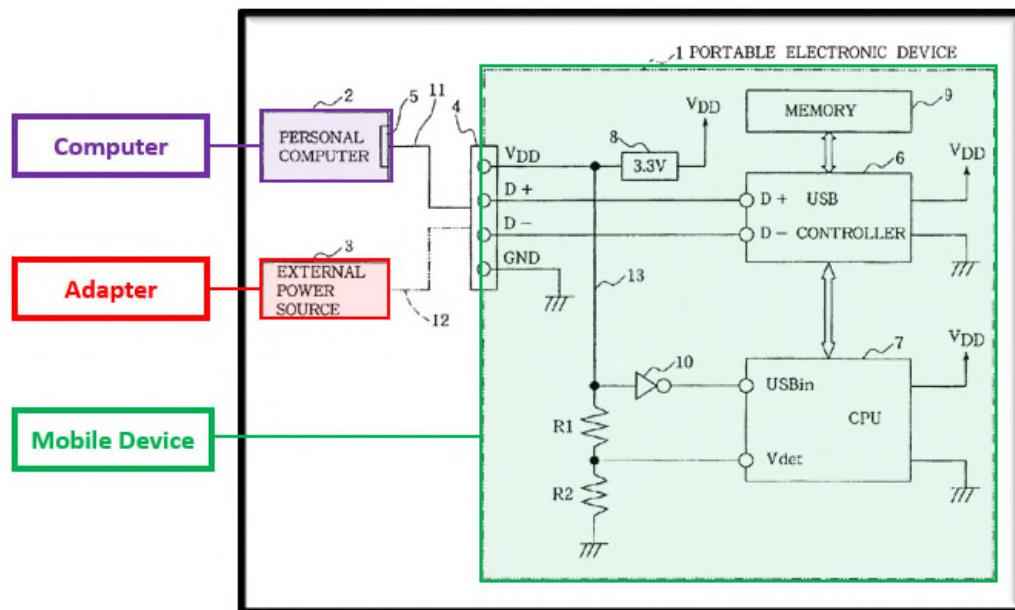 1 PORTABLE ELECTRONIC DEVICE
Computer
2
5
11
4
PERSONAL
COMPUTER
VDD
8
3.3V
VDD
MEMORY
9
6
VDD
D+
D+ USB
D−
D− CONTROLLER
Adapter
3
EXTERNAL
POWER
SOURCE
12
GND
13
7
VDD
10
USBin
CPU
Mobile Device
R1
Vdet
R2